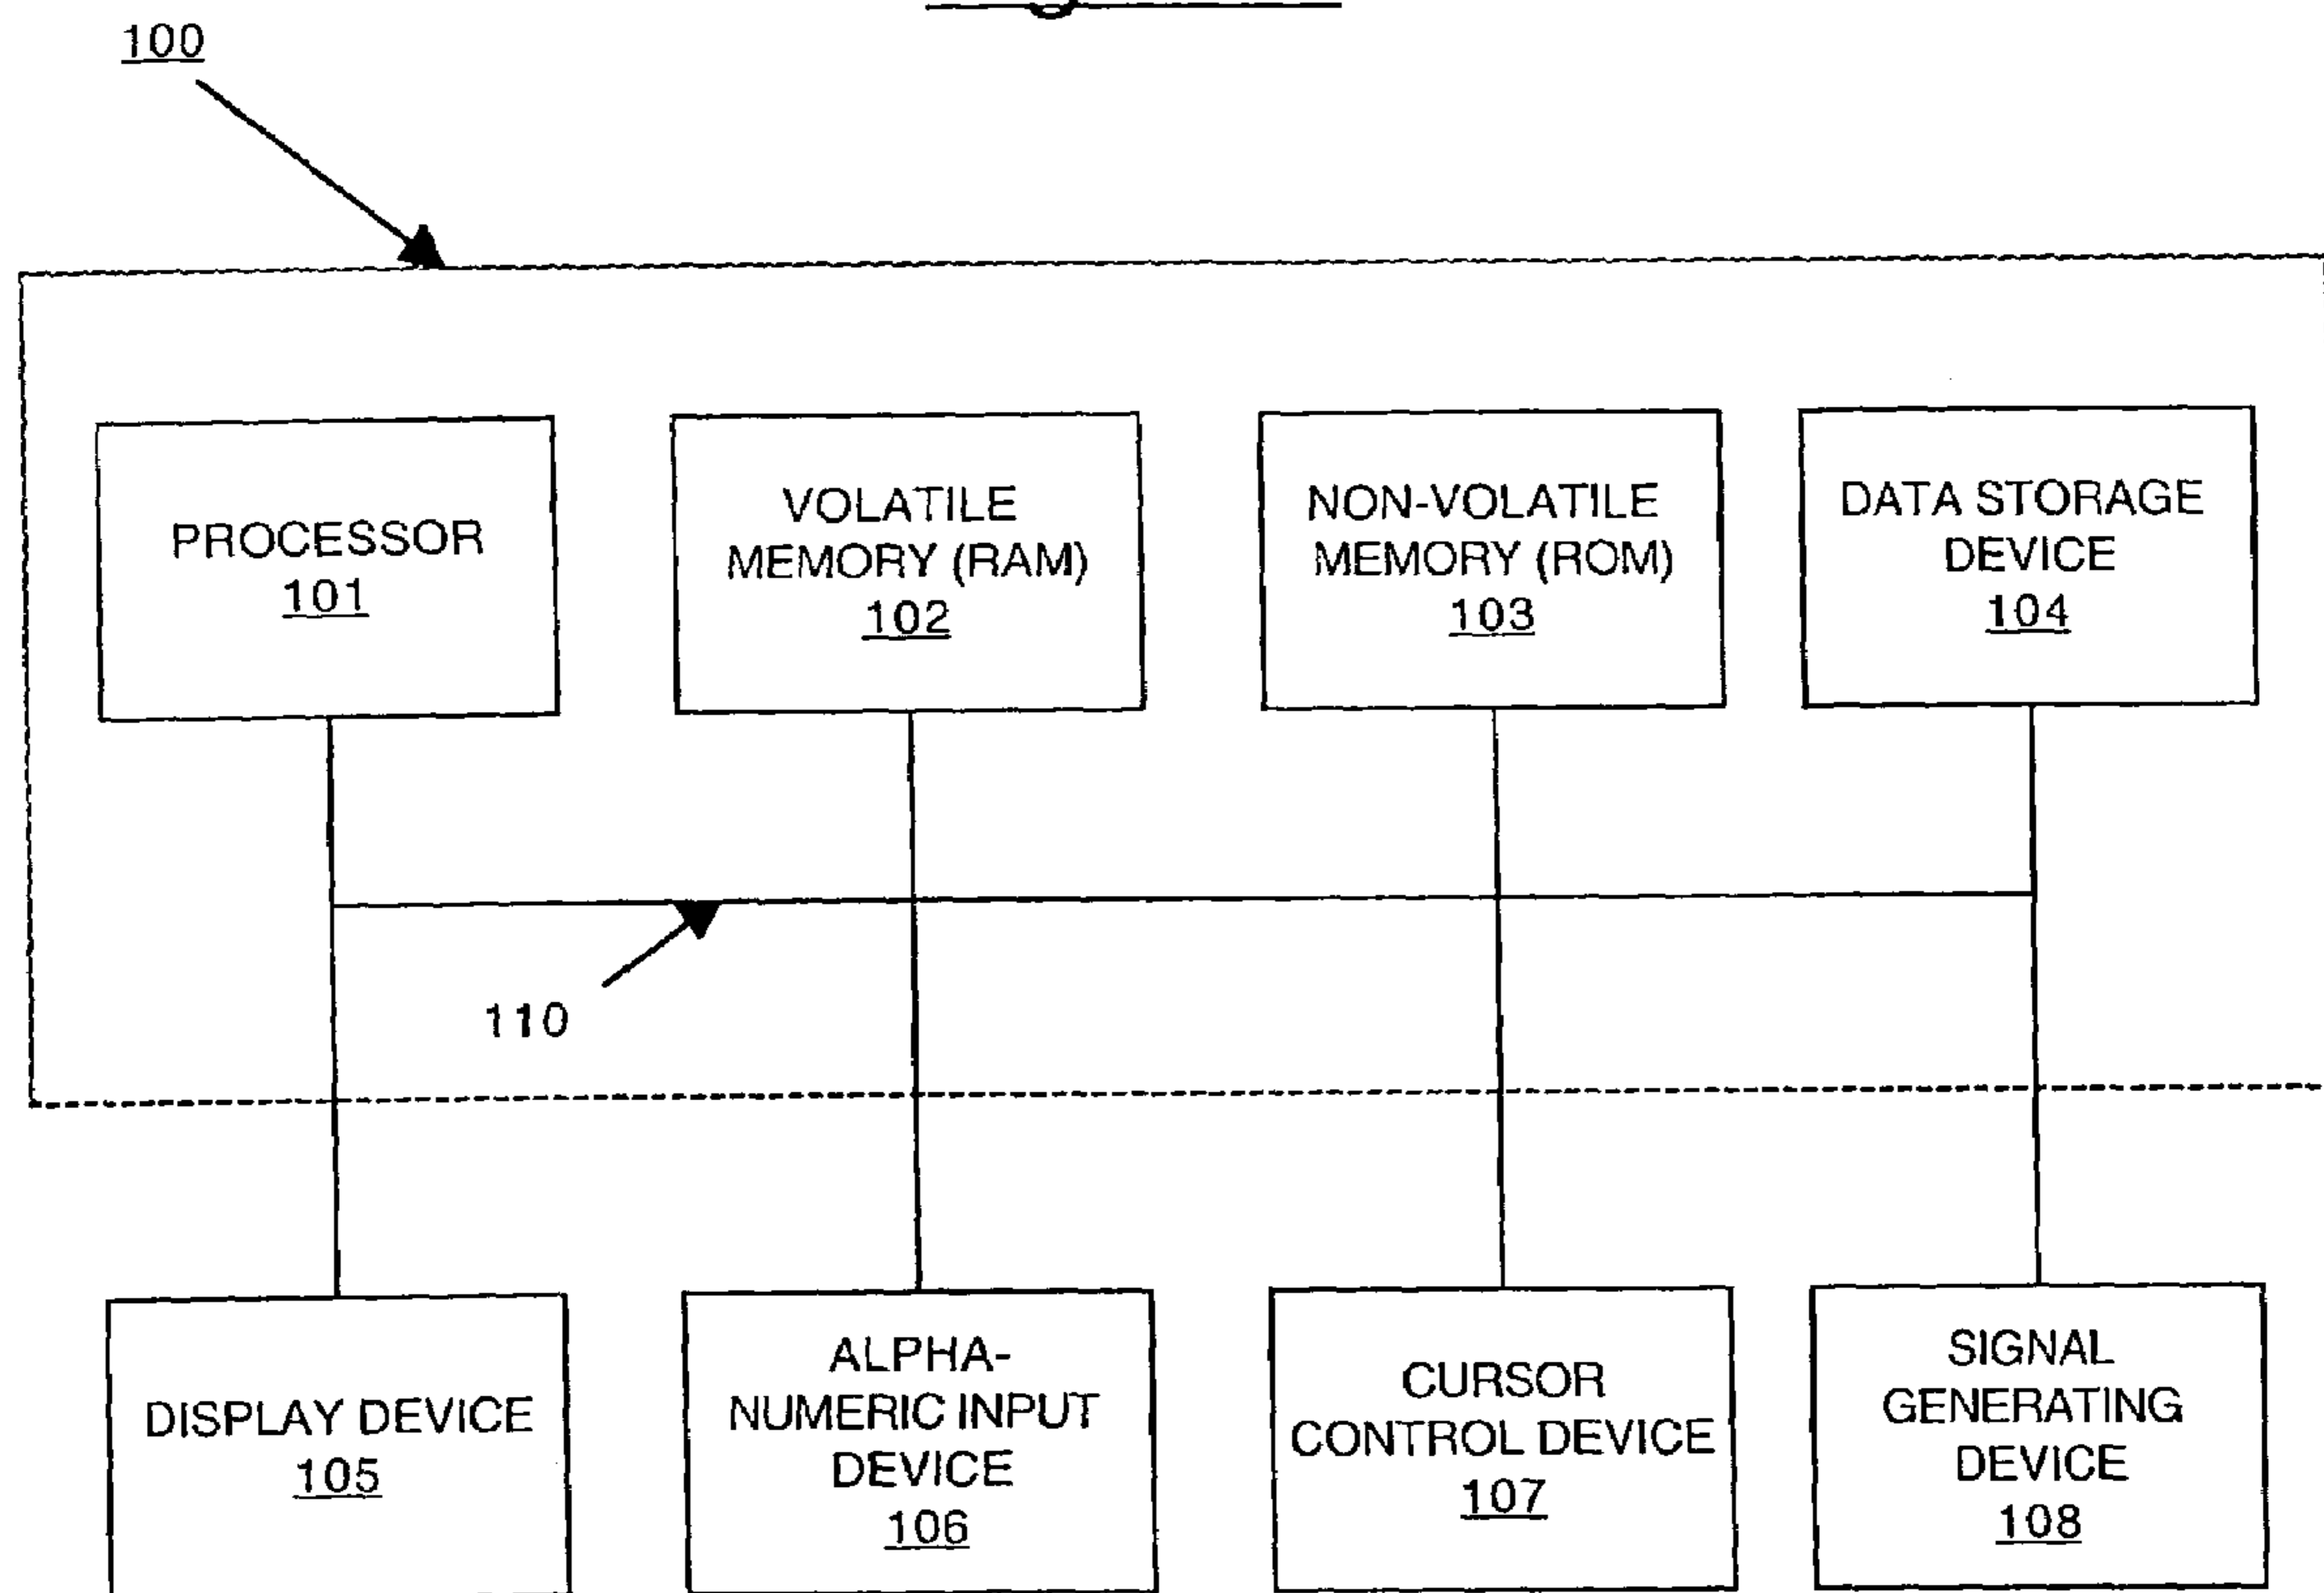 100
PROCESSOR
101
VOLATILE
MEMORY (RAM)
102
NON-VOLATILE
MEMORY (ROM)
103
DATA STORAGE
DEVICE
104
110
DISPLAY DEVICE
105
ALPHA-
NUMERIC INPUT
DEVICE
106
CURSOR
CONTROL DEVICE
107
SIGNAL
GENERATING
DEVICE
108